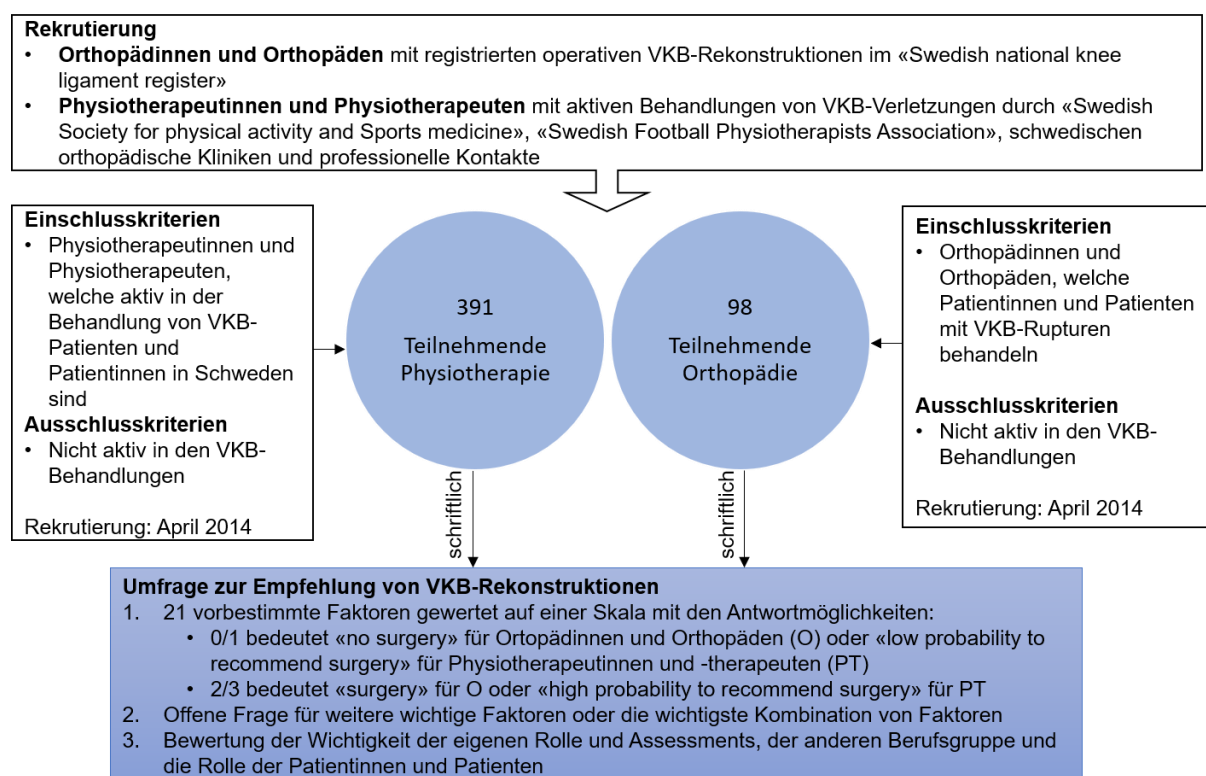 Rekrutierung
• Orthopädinnen und Orthopäden mit registrierten operativen VKB-Rekonstruktionen im «Swedish national knee
ligament register»
• Physiotherapeutinnen und Physiotherapeuten mit aktiven Behandlungen von VKB-Verletzungen durch «Swedish
Society for physical activity and Sports medicine», «Swedish Football Physiotherapists Association», schwedischen
orthopädische Kliniken und professionelle Kontakte
Einschlusskriterien
• Physiotherapeutinnen und
Physiotherapeuten,
welche aktiv in der
Behandlung von VKB-
Patienten und
Patientinnen in Schweden
sind
Ausschlusskriterien
• Nicht aktiv in den VKB-
Behandlungen
Rekrutierung: April 2014
391
Teilnehmende
Physiotherapie
98
Teilnehmende
Orthopädie
Einschlusskriterien
• Orthopädinnen und
Orthopäden, welche
Patientinnen und Patienten
mit VKB-Rupturen
behandeln
Ausschlusskriterien
• Nicht aktiv in den VKB-
Behandlungen
Rekrutierung: April 2014
schriftlich
schriftlich
Umfrage zur Empfehlung von VKB-Rekonstruktionen
1. 21 vorbestimmte Faktoren gewertet auf einer Skala mit den Antwortmöglichkeiten:
• 0/1 bedeutet «no surgery» für Ortopädinnen und Orthopäden (O) oder «low probability to
recommend surgery» für Physiotherapeutinnen und -therapeuten (PT)
• 2/3 bedeutet «surgery» für O oder «high probability to recommend surgery» für PT
2. Offene Frage für weitere wichtige Faktoren oder die wichtigste Kombination von Faktoren
3. Bewertung der Wichtigkeit der eigenen Rolle und Assessments, der anderen Berufsgruppe und
die Rolle der Patientinnen und Patienten